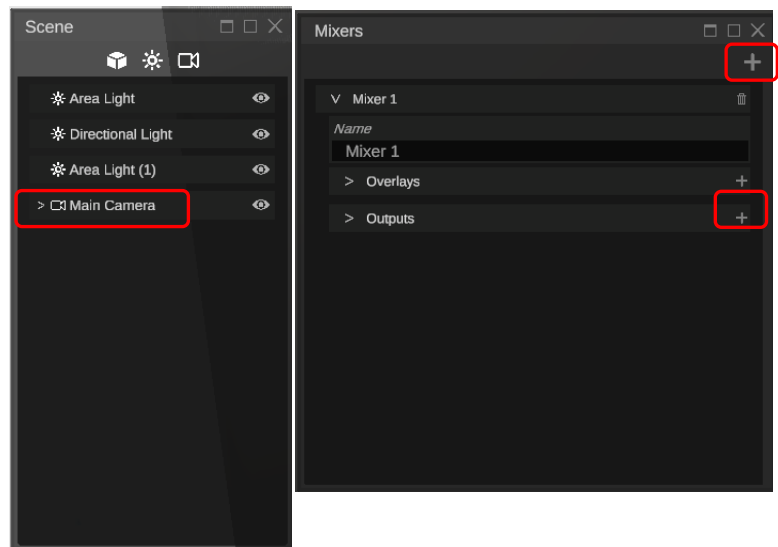 Scene
Area Light
Directional Light
Area Light (1)
> Main Camera
Mixers
+
V Mixer 1
Name
Mixer 1
> Overlays +
> Outputs +